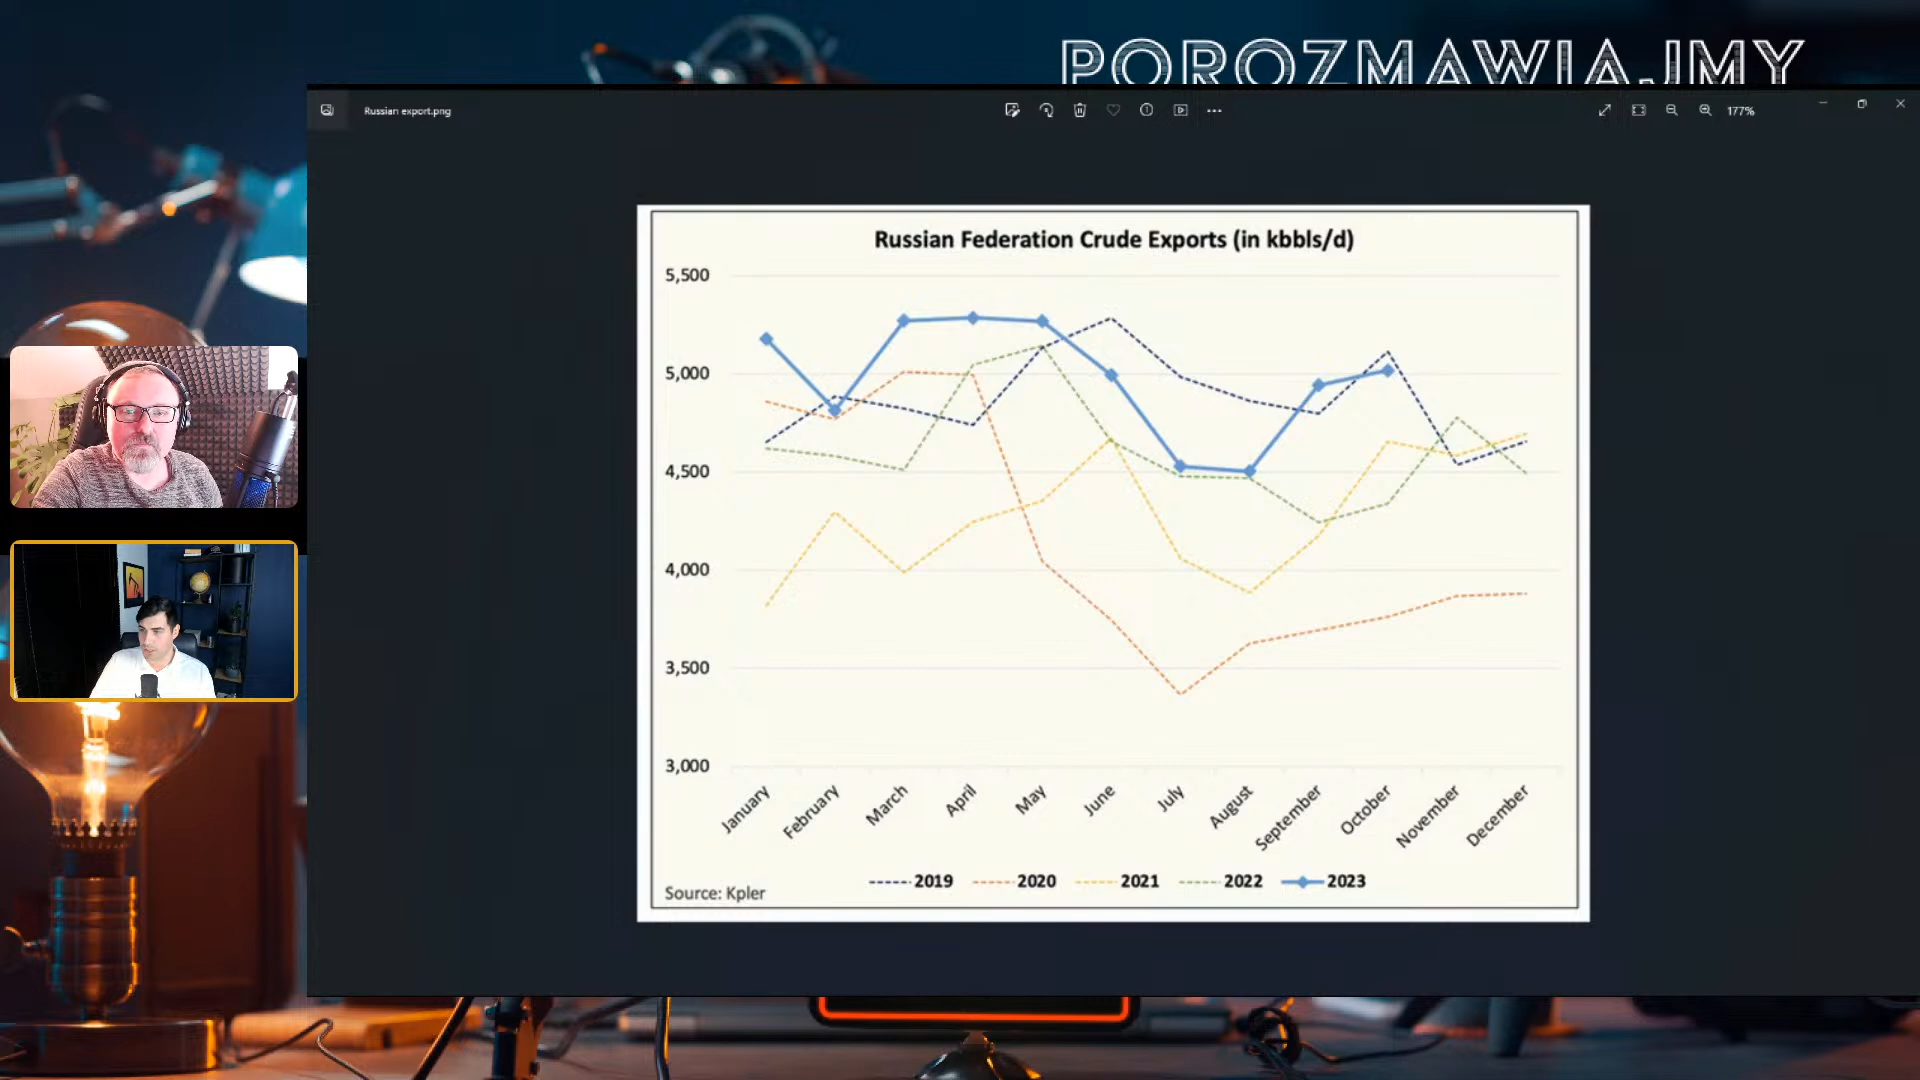 POROZMAWIAJMY
Russian export.png
177%
Russian Federation Crude Exports (in kbbls/d)
5,500
5,000
4,500
4,000
3,500
3,000
January
February
March
April
May
June
July
August
September
October
November
December
2019
2020
2021
2022
2023
Source: Kpler